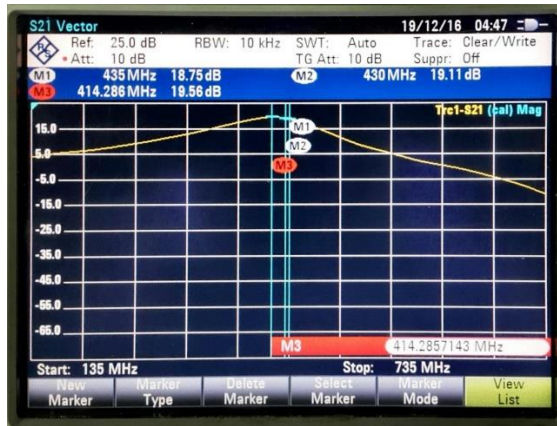 S21 Vector 19/12/16 04:47
Ref: 25.0 dB RBW: 10 kHz SWT: Auto Trace: Clear/Write
• Att: 10 dB TG Att: 10 dB Suppr: Off
M1 435 MHz 18.75 dB M2 430 MHz 19.11 dB
M3 414.286 MHz 19.56 dB
Trc1-S21 (cal) Mag
15.0
M1
M2
5.0
M3
-5.0
-15.0
-25.0
-35.0
-45.0
-55.0
-65.0
M3 414.2857143 MHz
Start: 135 MHz Stop: 735 MHz
New Marker Delete Select Marker View
Marker Type Marker Marker Mode List